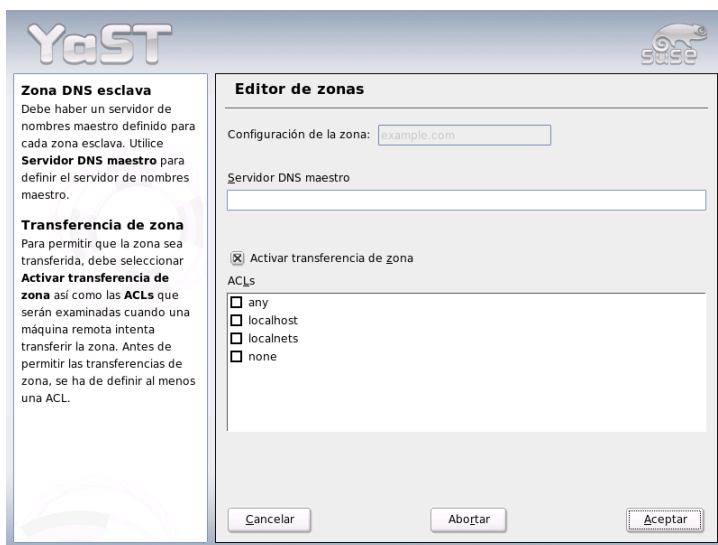 YaST
SUSE
Zona DNS esclava
Debe haber un servidor de
nombres maestro definido para
cada zona esclava. Utilice
Servidor DNS maestro para
definir el servidor de nombres
maestro.
Transferencia de zona
Para permitir que la zona sea
transferida, debe seleccionar
Activar transferencia de
zona así como las ACLs que
serán examinadas cuando una
máquina remota intenta
transferir la zona. Antes de
permitir las transferencias de
zona, se ha de definir al menos
una ACL.
Editor de zonas
Configuración de la zona: example.com
Servidor DNS maestro
Activar transferencia de zona
ACLs
any
localhost
localnets
none
Cancelar
Abortar
Aceptar